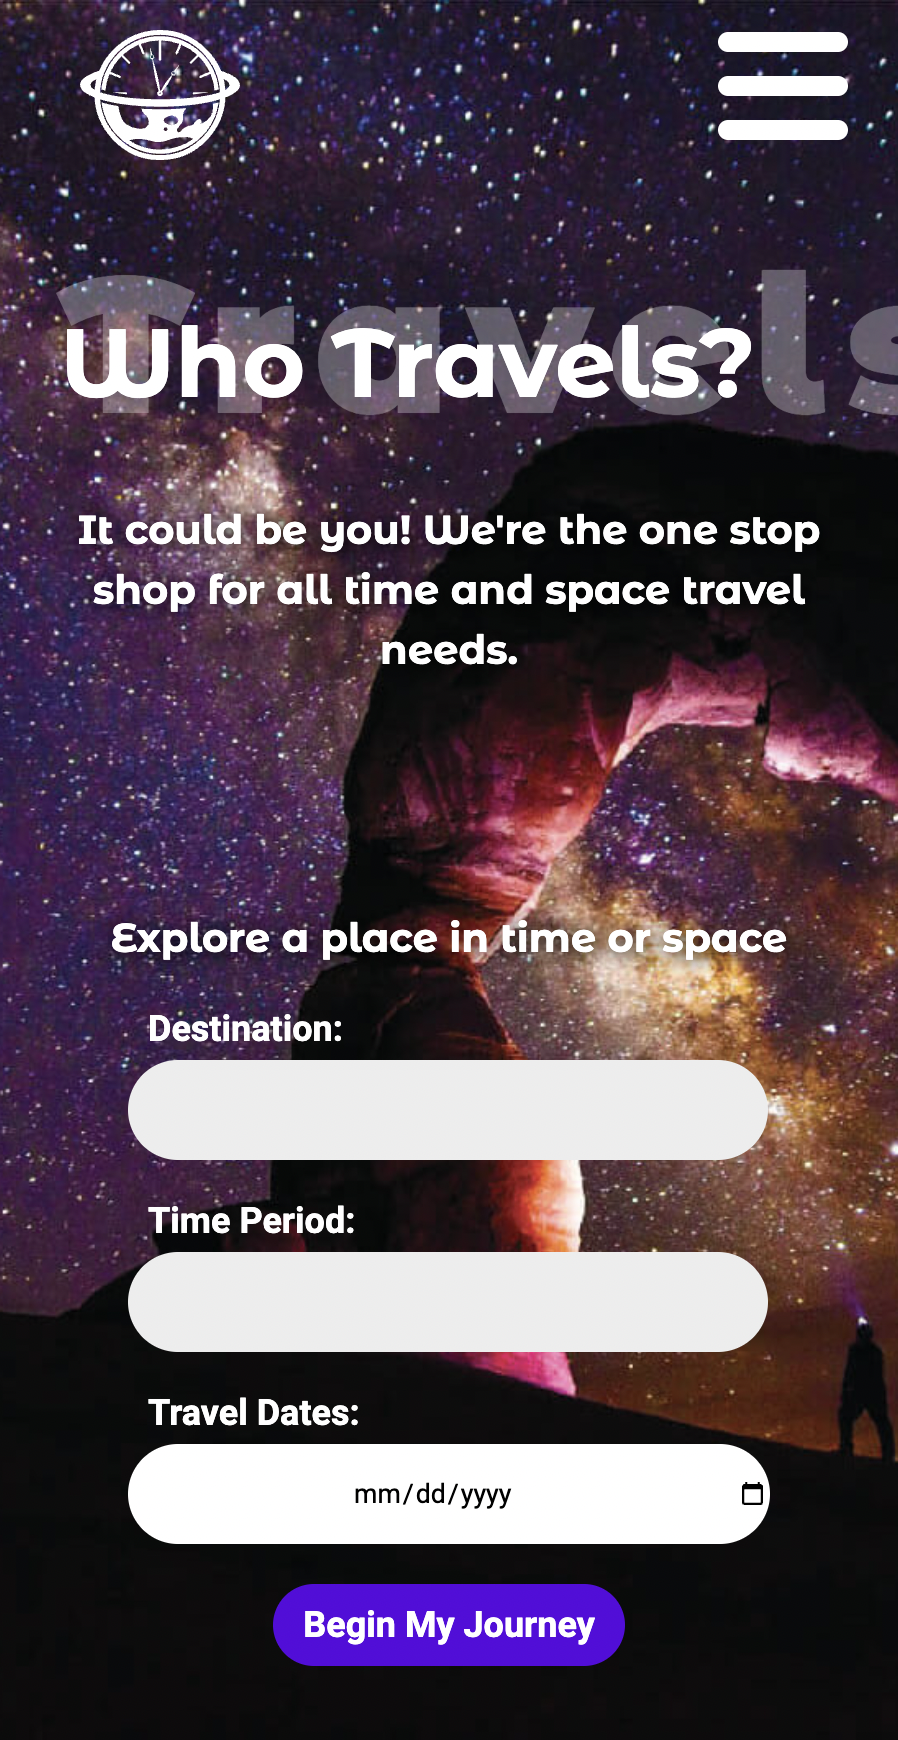 Travels
Who Travels?
It could be you! We're the one stop
shop for all time and space travel
needs.
Explore a place in time or space
Destination:
Time Period:
Travel Dates:
mm/dd/yyyy
Begin My Journey